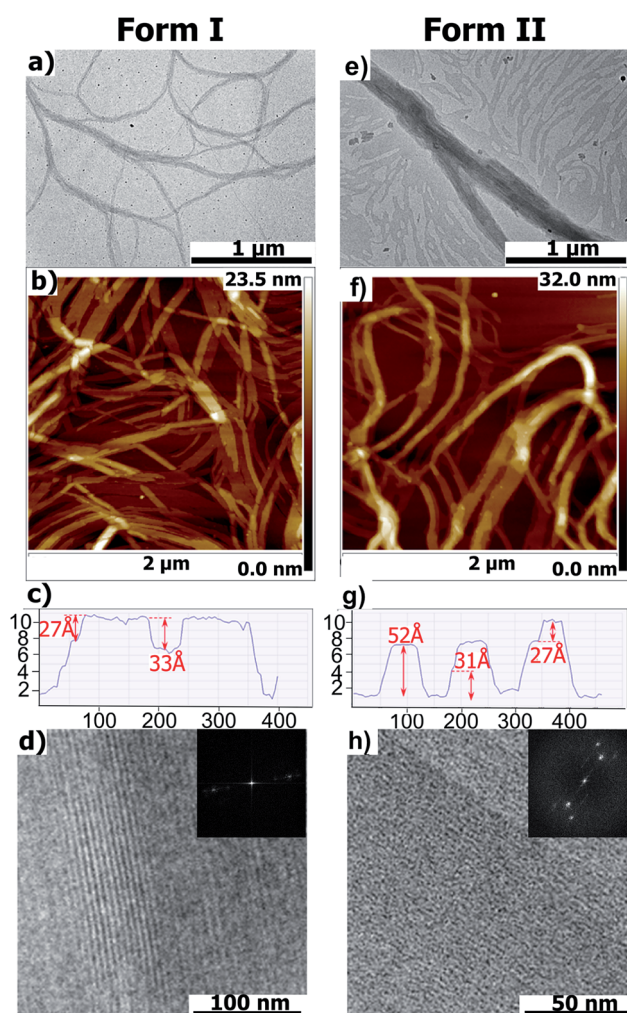 Form I
Form II
a)
1 µm
e)
1 µm
b)
23.5 nm
2 µm
0.0 nm
f)
32.0 nm
2 µm
0.0 nm
c)
10
8
6
4
2
27Å
33Å
100 200 300 400
g)
10
8
6
4
2
52Å
31Å
27Å
100 200 300 400
d)
100 nm
h)
50 nm